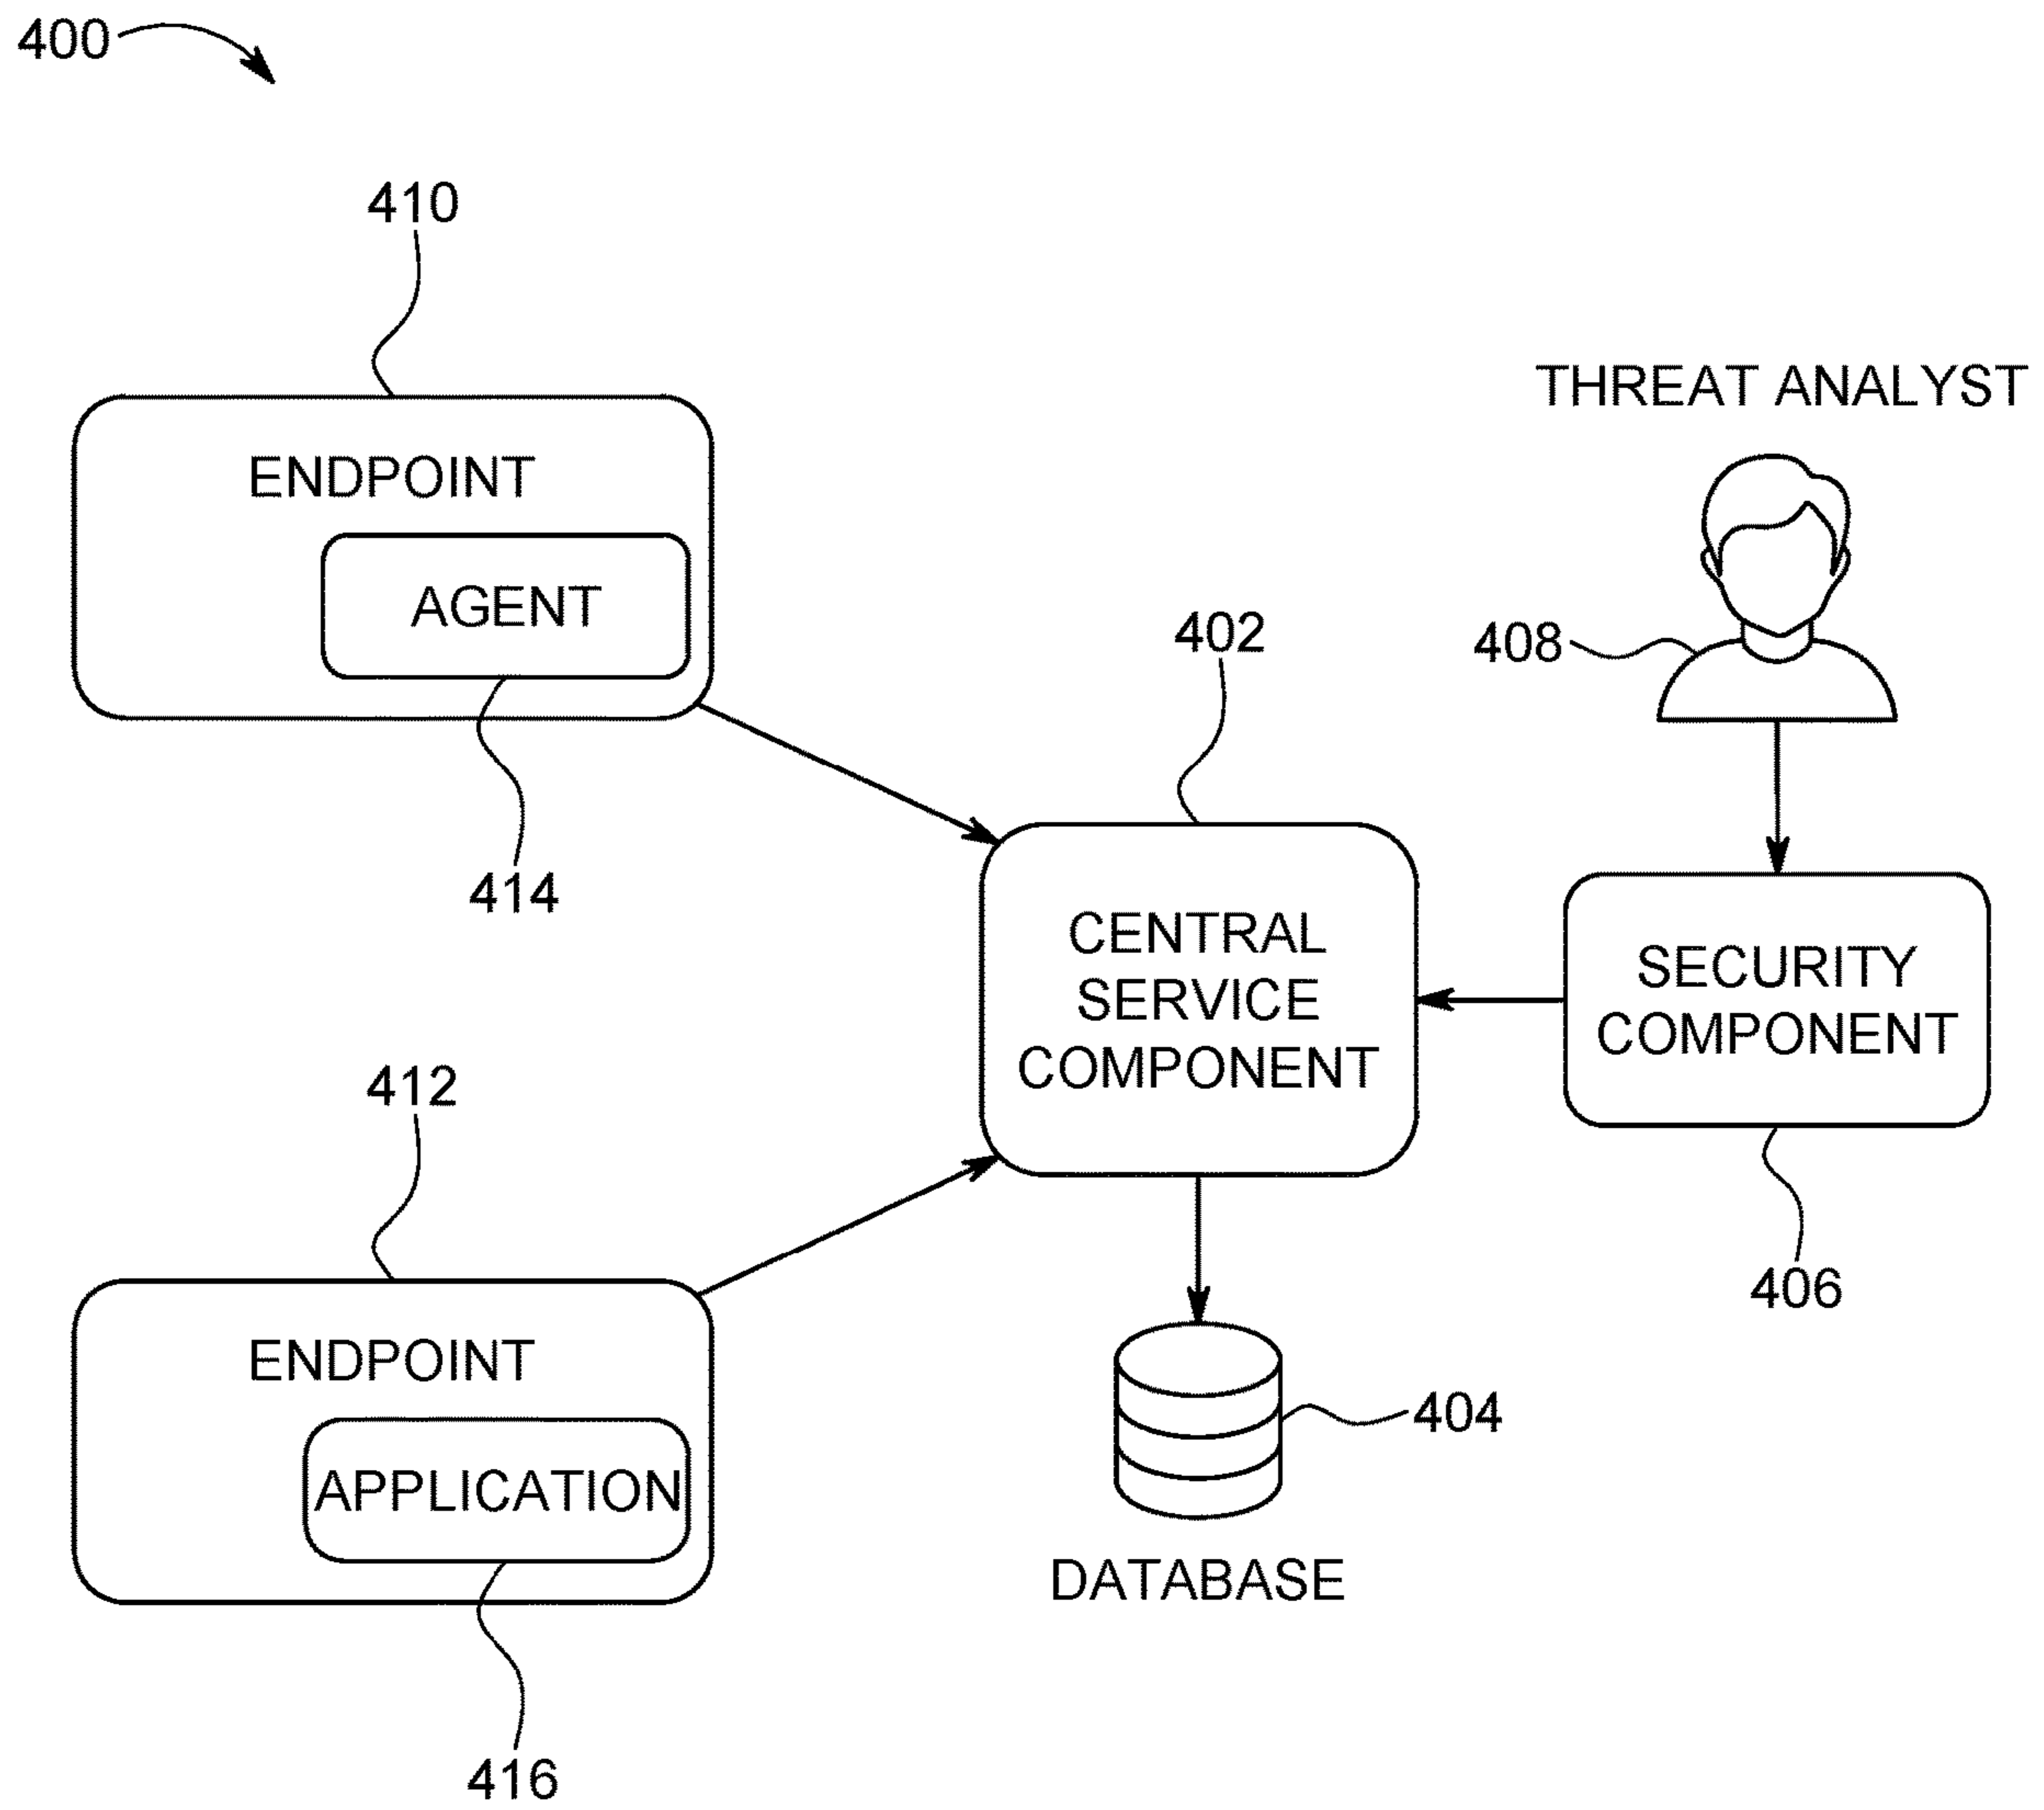 400
410
THREAT ANALYST
ENDPOINT
AGENT
402
408
414
CENTRAL
SERVICE
COMPONENT
SECURITY
COMPONENT
412
406
ENDPOINT
404
APPLICATION
DATABASE
416